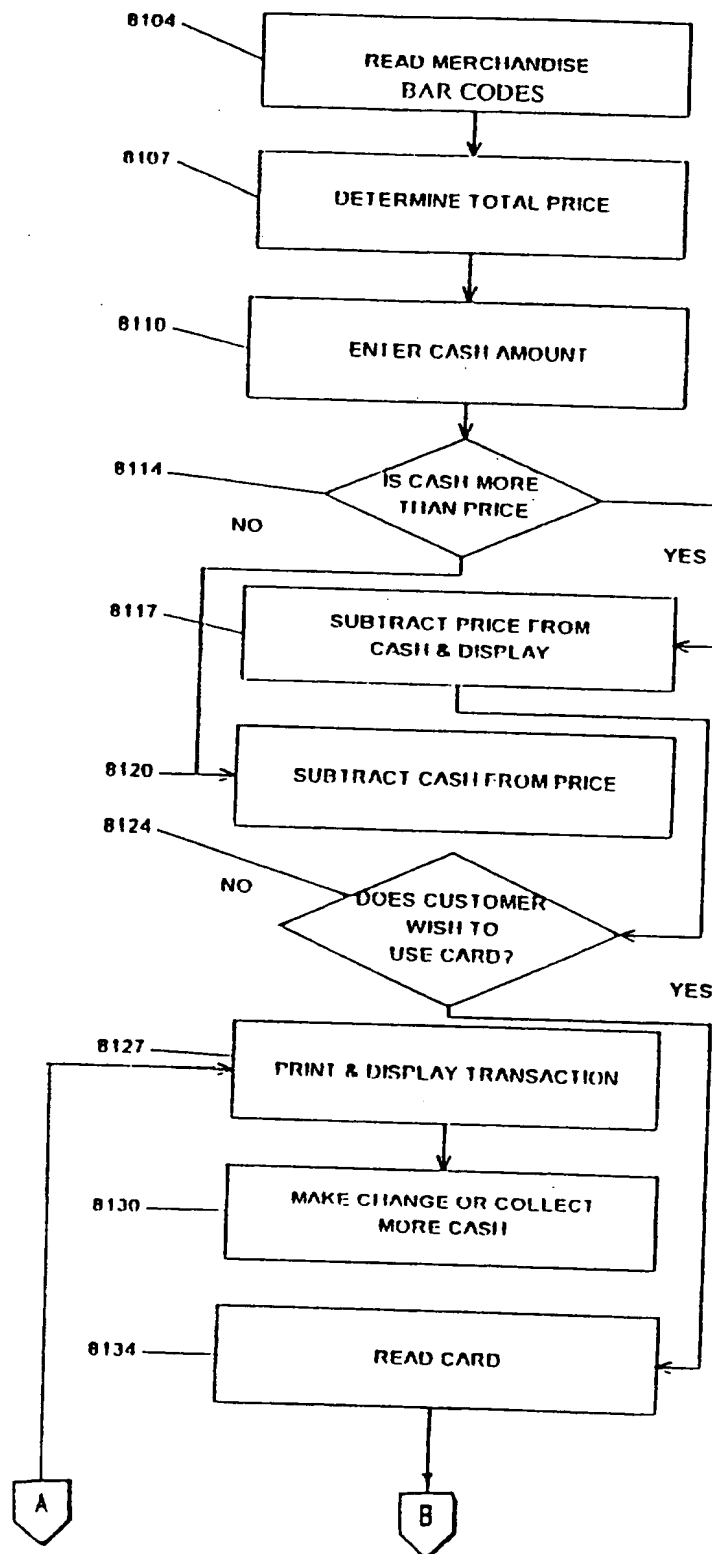 8104
READ MERCHANDISE
BAR CODES
8107
DETERMINE TOTAL PRICE
8110
ENTER CASH AMOUNT
8114
IS CASH MORE
THAN PRICE
NO
YES
8117
SUBTRACT PRICE FROM
CASH & DISPLAY
8120
SUBTRACT CASH FROM PRICE
8124
NO
DOES CUSTOMER
WISH TO
USE CARD?
YES
8127
PRINT & DISPLAY TRANSACTION
8130
MAKE CHANGE OR COLLECT
MORE CASH
8134
READ CARD
A
B